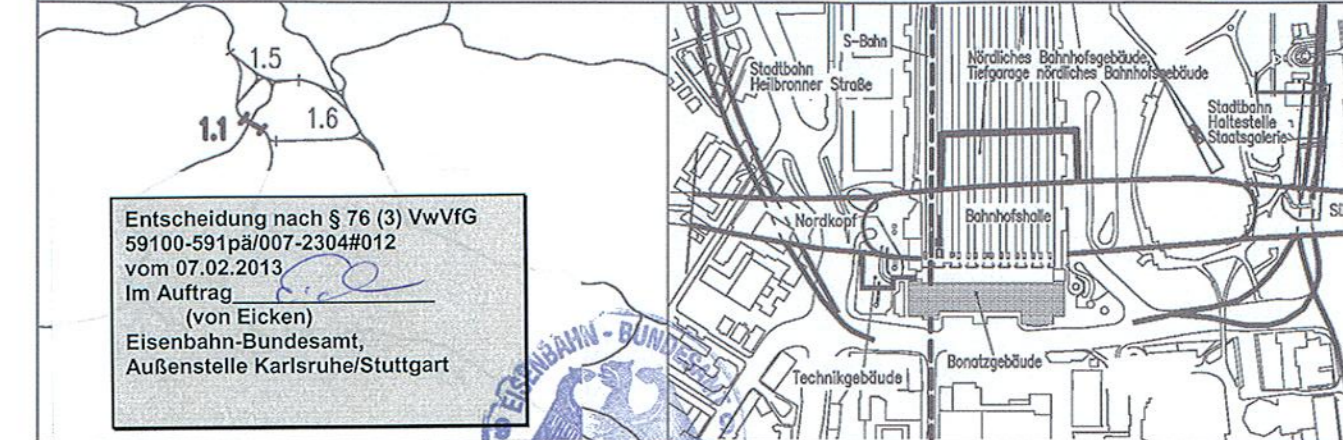 1.5
1.6
1.1
Entscheidung nach § 76 (3) VwVfG
59100-591pä/007-2304#012
vom 07.02.2013
Im Auftrag
(von Eicken)
Eisenbahn-Bundesamt,
Außenstelle Karlsruhe/Stuttgart
EISENBAHN - BUNDESAMT
S-Bahn
Stadtbahn
Heilbronner Straße
Nördliches Bahnhofsgebäude,
Tiefgarage nördliches Bahnhofsgebäude
Stadtbahn
Haltestelle
Staatsgalerie
Nordkopf
Bahnhofshalle
Technikgebäude
Bonatzgebäude